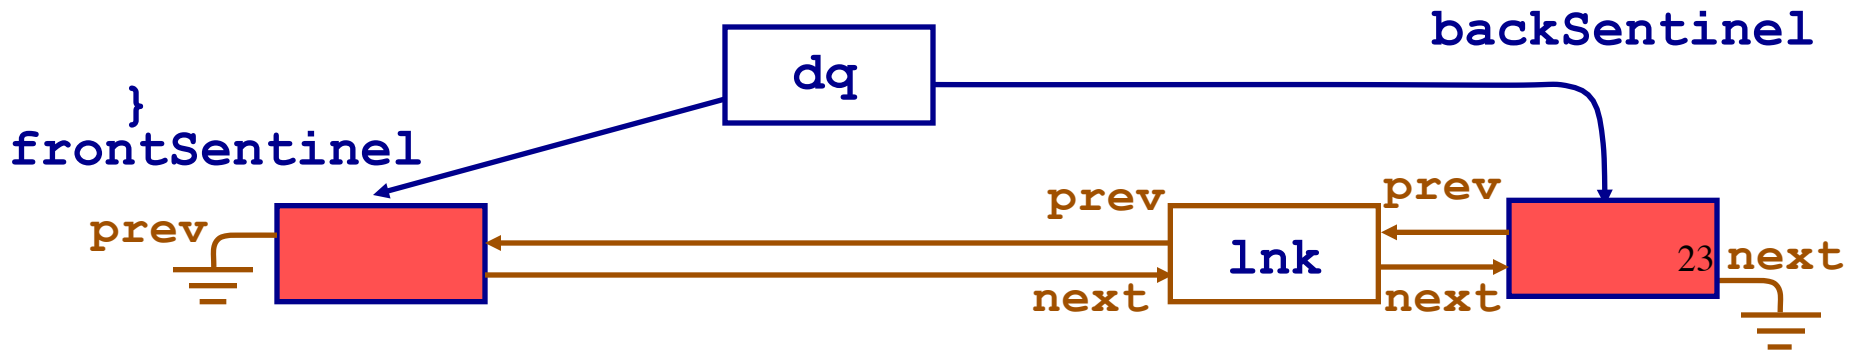 backSentinel
dq
}
frontSentinel
prev
prev
prev
lnk
23
next
next
next